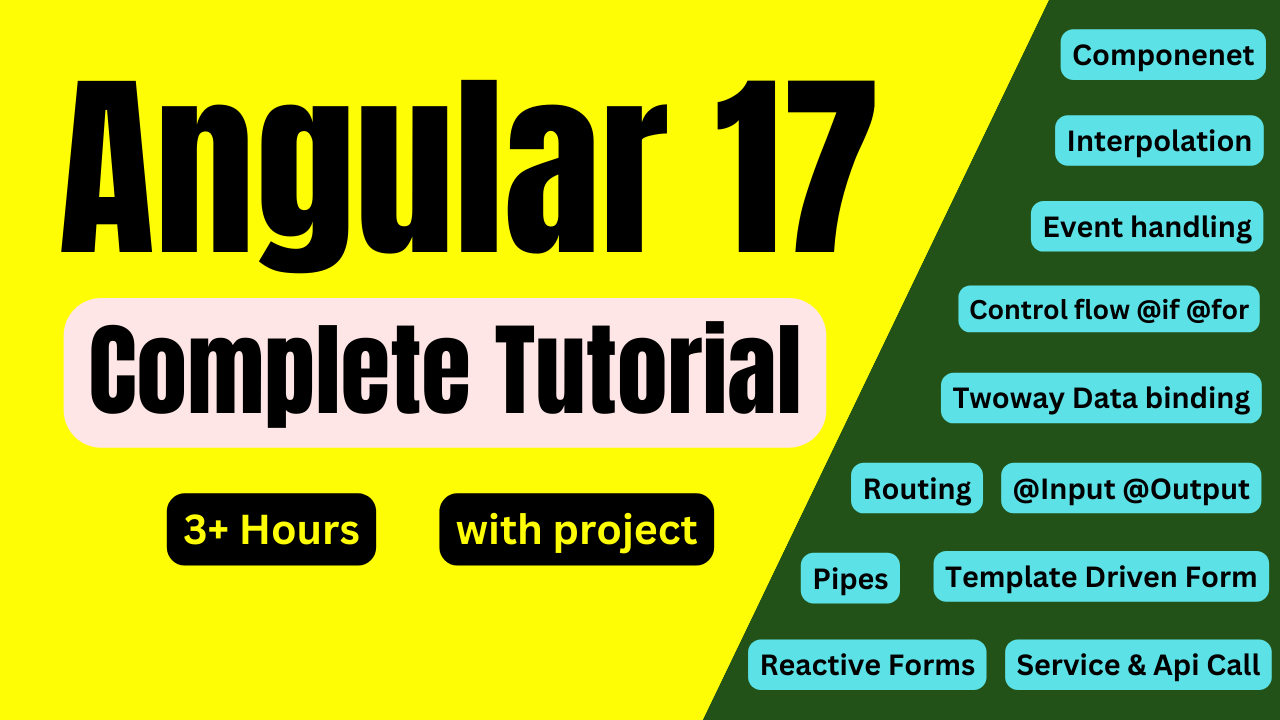 Angular 17
Complete Tutorial
3+ Hours
with project
Componenet
Interpolation
Event handling
Control flow @if @for
Twoway Data binding
Routing
@Input @Output
Pipes
Template Driven Form
Reactive Forms
Service & Api Call